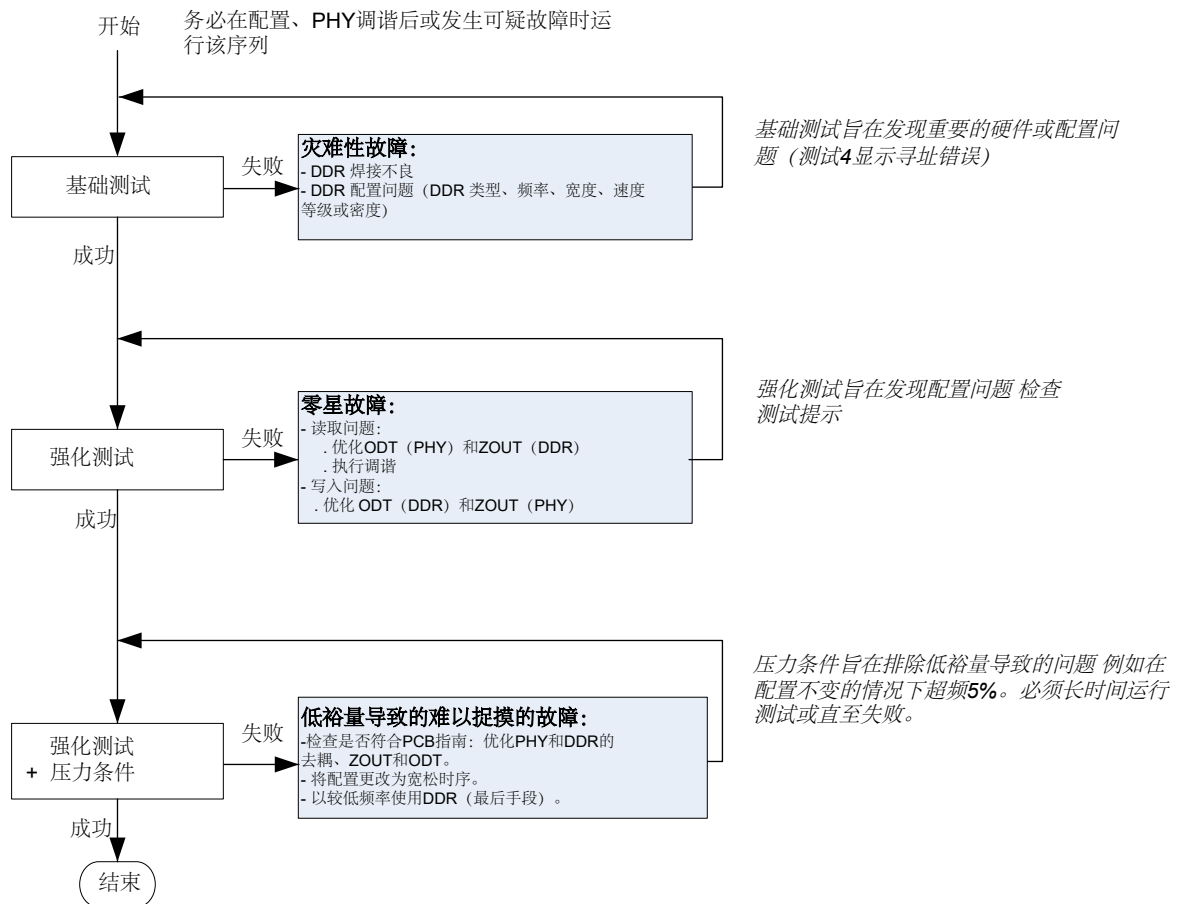 开始
务必在配置、PHY调谐后或发生可疑故障时运
行该序列
基础测试
失败
灾难性故障：
- DDR 焊接不良
- DDR 配置问题（DDR 类型、频率、宽度、速度
等级或密度）
基础测试旨在发现重要的硬件或配置问
题（测试4显示寻址错误）
成功
强化测试
失败
零星故障：
- 读取问题：
. 优化ODT（PHY）和ZOUT（DDR）
. 执行调谐
- 写入问题：
. 优化 ODT（DDR）和ZOUT（PHY）
强化测试旨在发现配置问题 检查
测试提示
成功
强化测试
+ 压力条件
失败
低裕量导致的难以捉摸的故障：
-检查是否符合PCB指南：优化PHY和DDR的
去耦、ZOUT和ODT。
- 将配置更改为宽松时序。
- 以较低频率使用DDR（最后手段）。
压力条件旨在排除低裕量导致的问题 例如在
配置不变的情况下超频5%。必须长时间运行
测试或直至失败。
成功
结束